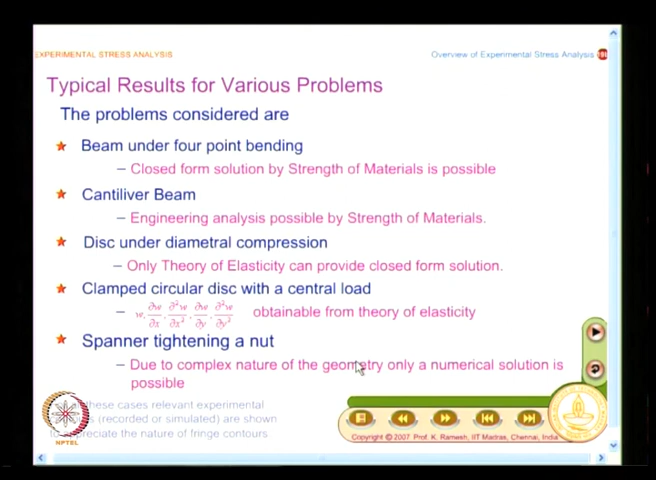 EXPERIMENTAL STRESS ANALYSIS
Overview of Experimental Stress Analysis
Typical Results for Various Problems
The problems considered are
★ Beam under four point bending
– Closed form solution by Strength of Materials is possible
★ Cantiliver Beam
– Engineering analysis possible by Strength of Materials.
★ Disc under diametral compression
– Only Theory of Elasticity can provide closed form solution.
★ Clamped circular disc with a central load
– w, ∂w/∂x, ∂²w/∂x², ∂w/∂y, ∂²w/∂y² obtainable from theory of elasticity
★ Spanner tightening a nut
– Due to complex nature of the geometry only a numerical solution is
possible
these cases relevant experimental
(recorded or simulated) are shown
to appreciate the nature of fringe contours
NPTEL
Copyright © 2007 Prof. K. Ramesh, IIT Madras, Chennai, India